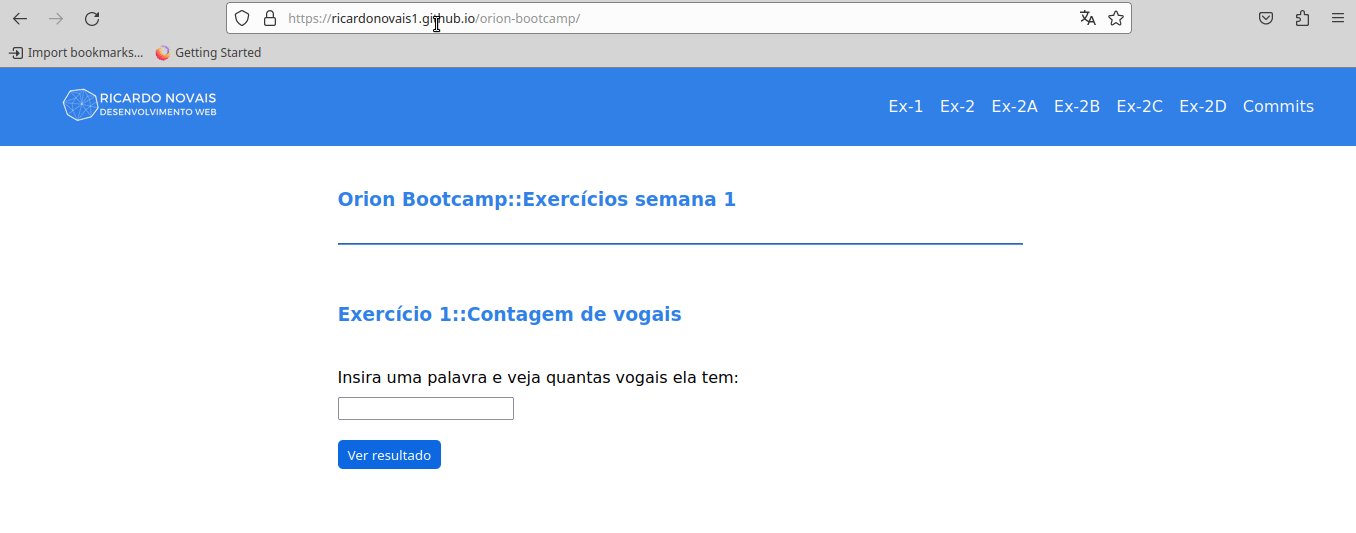 https://ricardonovais1.github.io/orion-bootcamp/
Import bookmarks... Getting Started
RICARDO NOVAIS
DESENVOLVIMENTO WEB
Ex-1 Ex-2 Ex-2A Ex-2B Ex-2C Ex-2D Commits
Orion Bootcamp::Exercícios semana 1
Exercício 1::Contagem de vogais
Insira uma palavra e veja quantas vogais ela tem:
Ver resultado